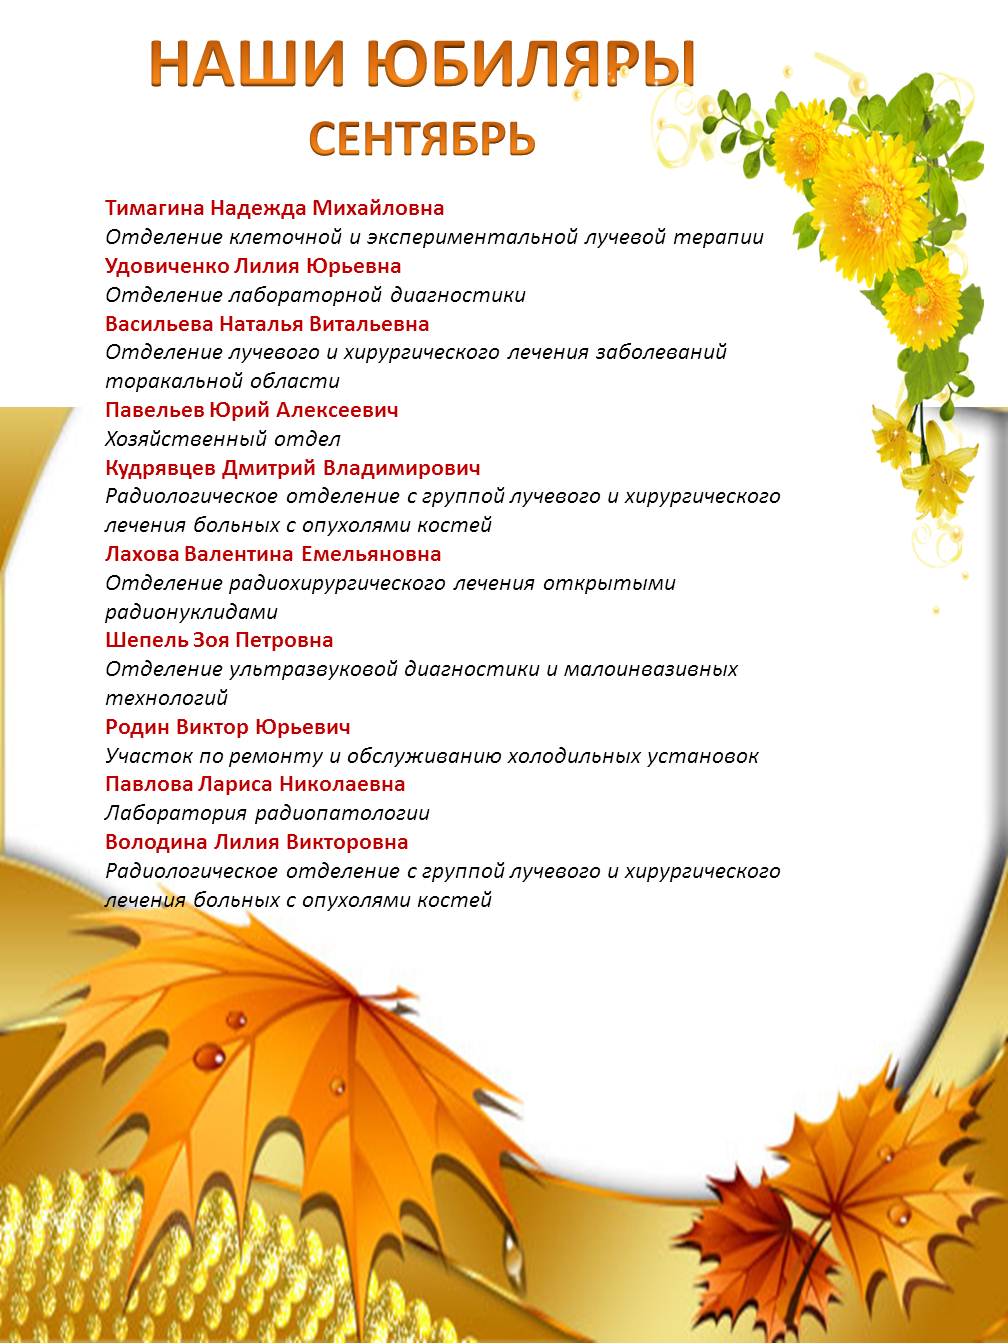 НАШИ ЮБИЛЯРЫ
СЕНТЯБРЬ
Тимагина Надежда Михайловна
Отделение клеточной и экспериментальной лучевой терапии
Удовиченко Лилия Юрьевна
Отделение лабораторной диагностики
Васильева Наталья Витальевна
Отделение лучевого и хирургического лечения заболеваний
торакальной области
Павельев Юрий Алексеевич
Хозяйственный отдел
Кудрявцев Дмитрий Владимирович
Радиологическое отделение с группой лучевого и хирургического
лечения больных с опухолями костей
Лахова Валентина Емельяновна
Отделение радиохирургического лечения открытыми
радионуклидами
Шепель Зоя Петровна
Отделение ультразвуковой диагностики и малоинвазивных
технологий
Родин Виктор Юрьевич
Участок по ремонту и обслуживанию холодильных установок
Павлова Лариса Николаевна
Лаборатория радиопатологии
Володина Лилия Викторовна
Радиологическое отделение с группой лучевого и хирургического
лечения больных с опухолями костей